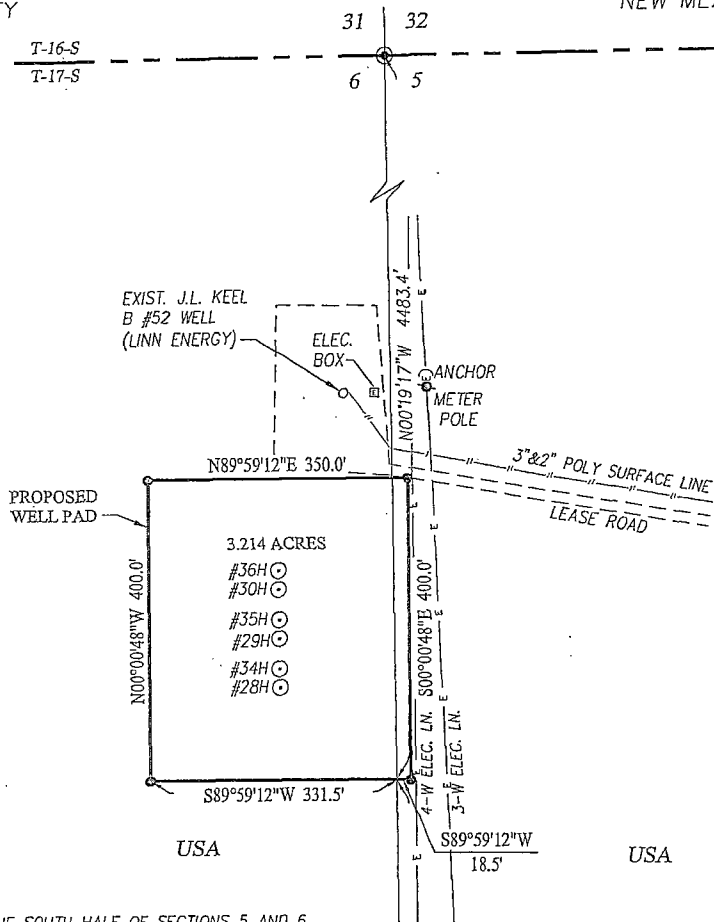 TY
NEW ME
31 32
T-16-S
T-17-S
6 5
EXIST. J.L. KEEL
B #52 WELL
(LINN ENERGY)
ELEC.
BOX
N00°19'17"W 4483.4'
E
E
E
ANCHOR
METER
POLE
3"&2" POLY SURFACE LINE
LEASE ROAD
N89°59'12"E 350.0'
PROPOSED
WELL PAD
3.214 ACRES
#36H
#30H
#35H
#29H
#34H
#28H
N00°00'48"W 400.0'
S00°00'48"E 400.0'
E
E
E
E
E
4-W ELEC. LN.
3-W ELEC. LN.
S89°59'12"W 331.5'
S89°59'12"W
18.5'
E
USA
USA
SOUTH HALF OF SECTIONS 5 AND 6